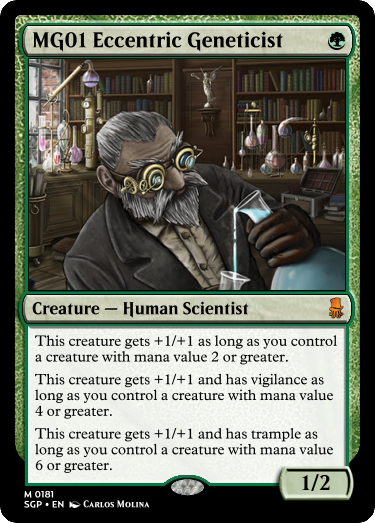 MG01 Eccentric Geneticist
Creature — Human Scientist
This creature gets +1/+1 as long as you control
a creature with mana value 2 or greater.
This creature gets +1/+1 and has vigilance as
long as you control a creature with mana value
4 or greater.
This creature gets +1/+1 and has trample as
long as you control a creature with mana value
6 or greater.
1/2
M 0181
SGP • EN Carlos Molina